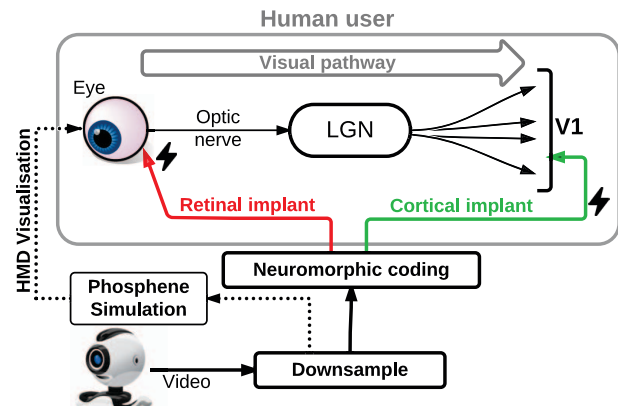 Human user
Visual pathway
Eye
Optic
nerve
LGN
V1
Retinal implant
Cortical implant
HMD Visualisation
Neuromorphic coding
Phosphene
Simulation
Video
Downsample